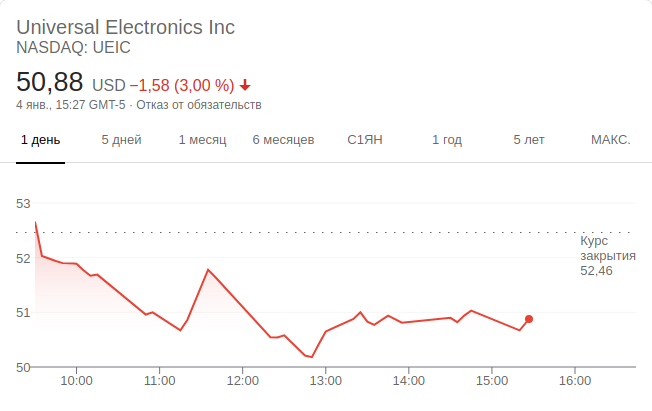 Universal Electronics Inc
NASDAQ: UEIC
50,88 USD −1,58 (3,00 %)
4 янв., 15:27 GMT-5 · Отказ от обязательств
1 день 5 дней 1 месяц 6 месяцев С1ЯН 1 год 5 лет МАКС.
53
Курс
закрытия
52,46
52
51
50
10:00 11:00 12:00 13:00 14:00 15:00 16:00